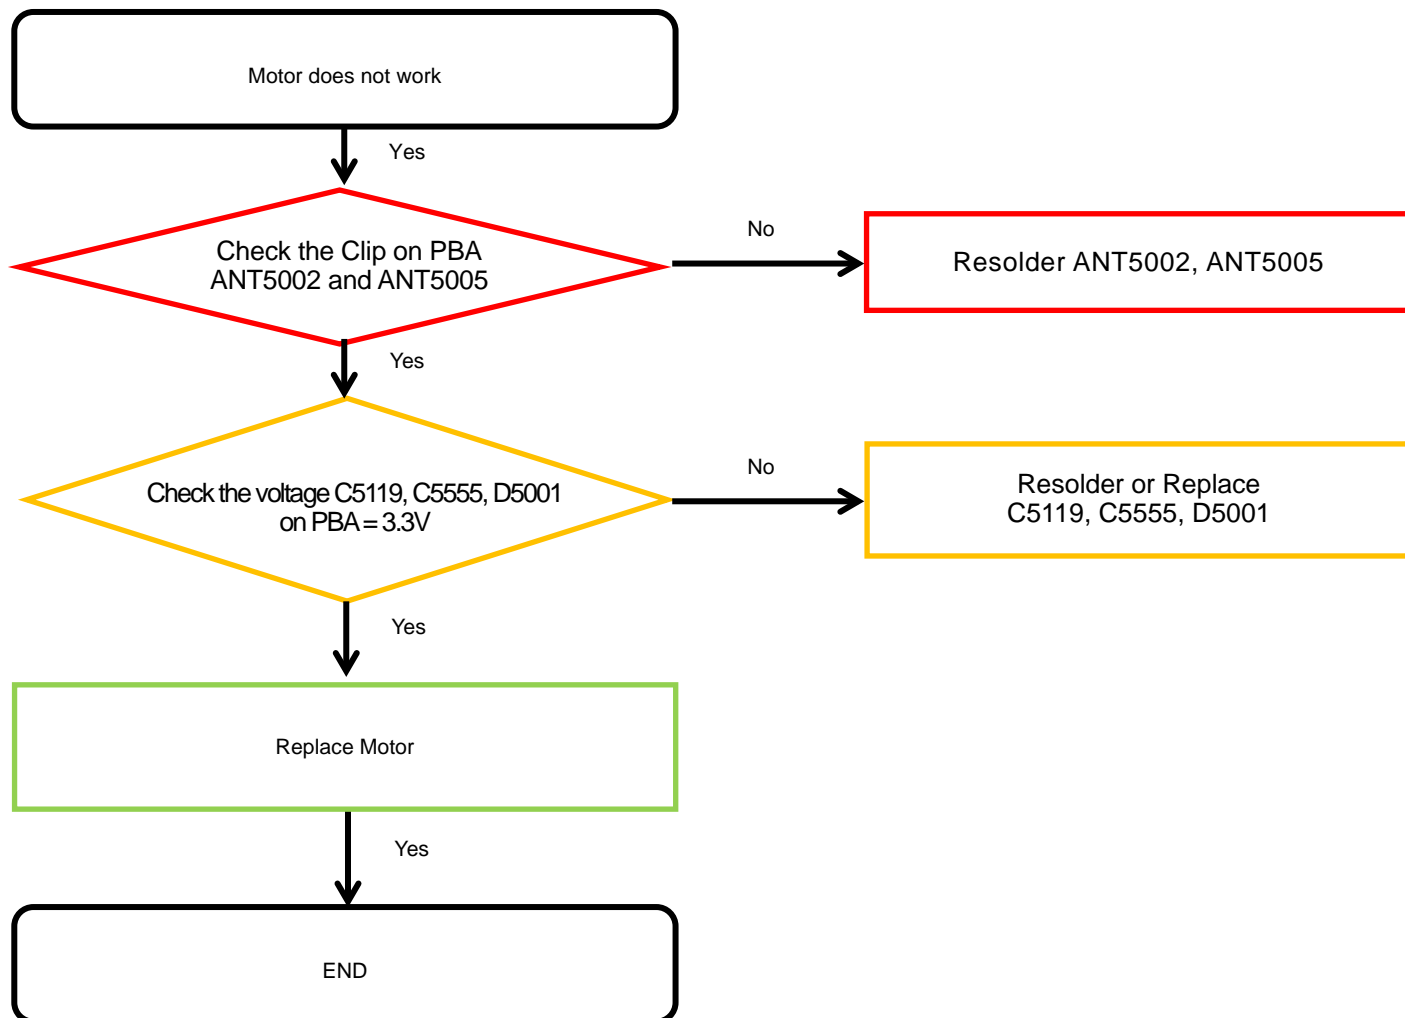 Motor does not work
Yes
Check the Clip on PBA
ANT5002 and ANT5005
No
Resolder ANT5002, ANT5005
Yes
Check the voltage C5119, C5555, D5001
on PBA = 3.3V
No
Resolder or Replace
C5119, C5555, D5001
Yes
Replace Motor
Yes
END